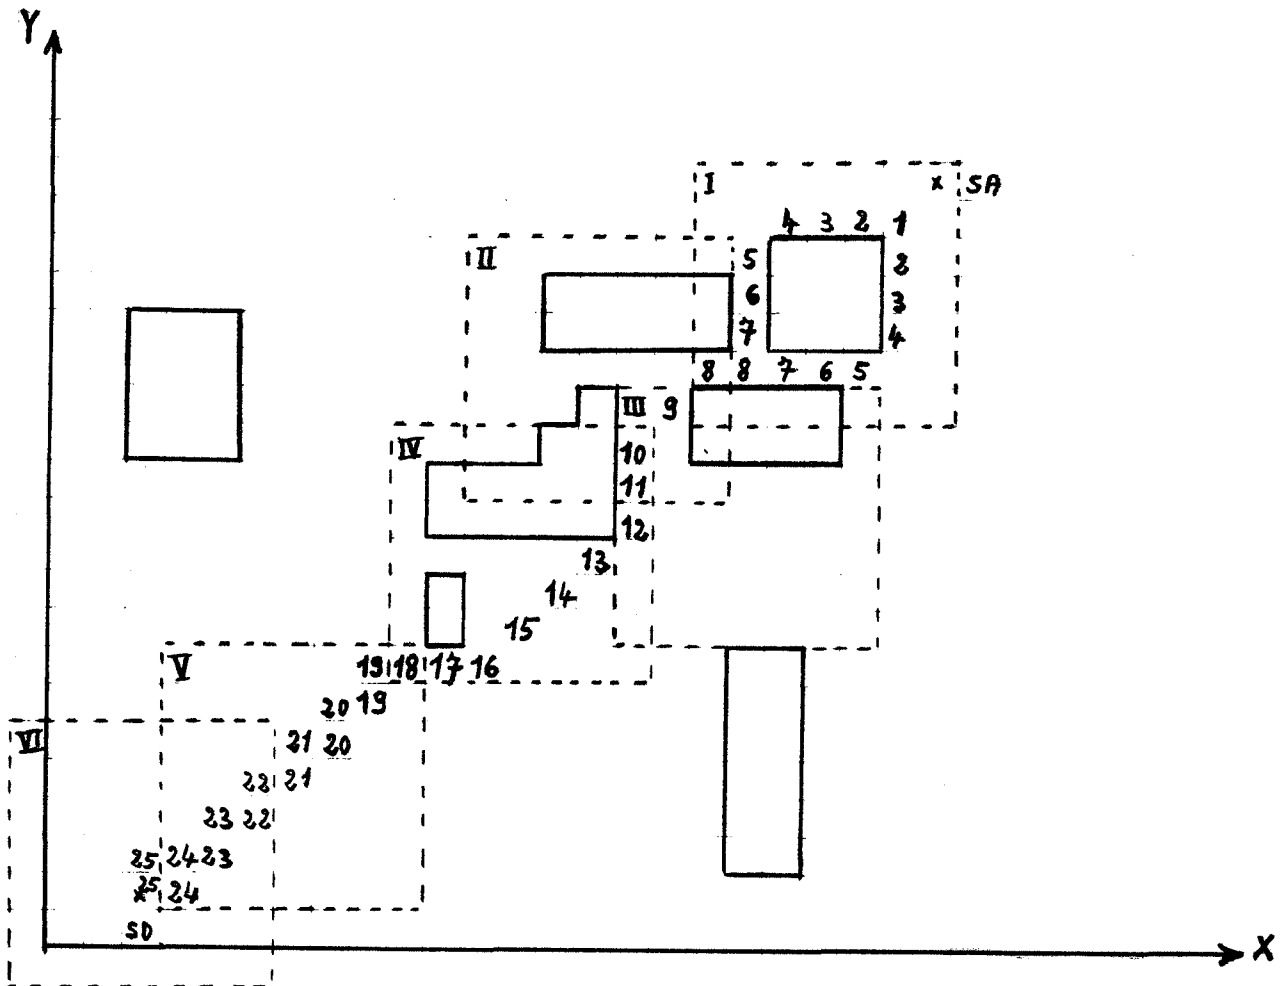 Y
I x SA
4 3 2 1
II 5 2
6 3
7 4
8 8 7 6 5
III 9
IV 10
11
12
13
14
15
V 19 18 17 16
20 19
VI 21 20
22 21
23 22
25 24 23
x 25 24
SD
X